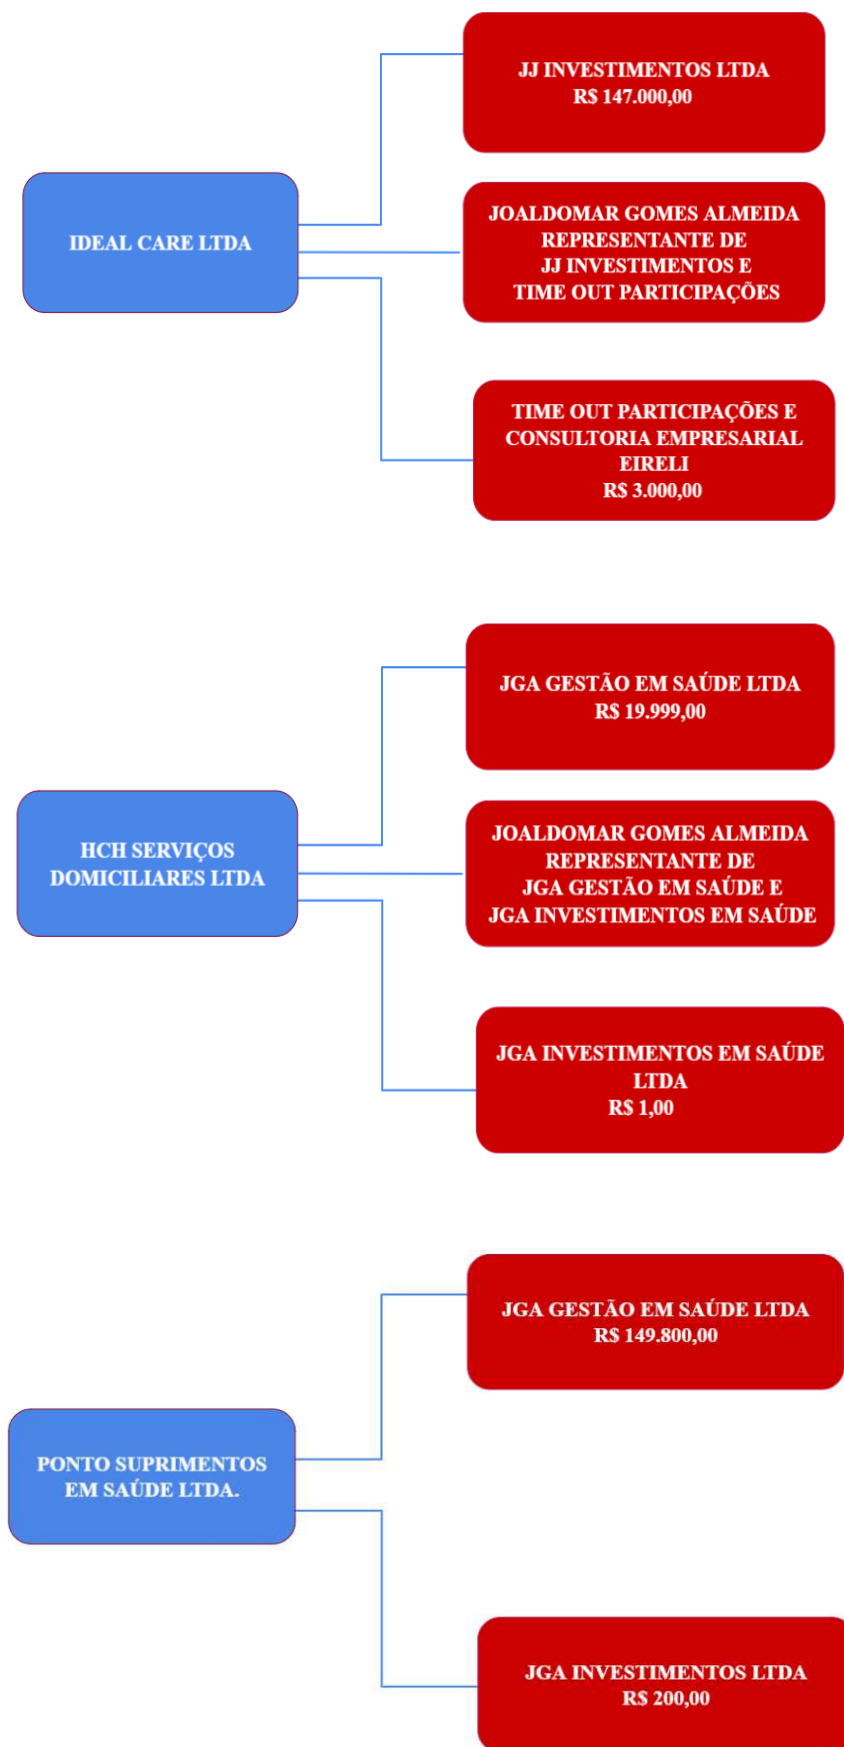 JJ INVESTIMENTOS LTDA
R$ 147.000,00
IDEAL CARE LTDA
JOALDOMAR GOMES ALMEIDA
REPRESENTANTE DE
JJ INVESTIMENTOS E
TIME OUT PARTICIPAÇÕES
TIME OUT PARTICIPAÇÕES E
CONSULTORIA EMPRESARIAL
EIRELI
R$ 3.000,00
JGA GESTÃO EM SAÚDE LTDA
R$ 19.999,00
HCH SERVIÇOS
DOMICILIARES LTDA
JOALDOMAR GOMES ALMEIDA
REPRESENTANTE DE
JGA GESTÃO EM SAÚDE E
JGA INVESTIMENTOS EM SAÚDE
JGA INVESTIMENTOS EM SAÚDE
LTDA
R$ 1,00
JGA GESTÃO EM SAÚDE LTDA
R$ 149.800,00
PONTO SUPRIMENTOS
EM SAÚDE LTDA.
JGA INVESTIMENTOS LTDA
R$ 200,00